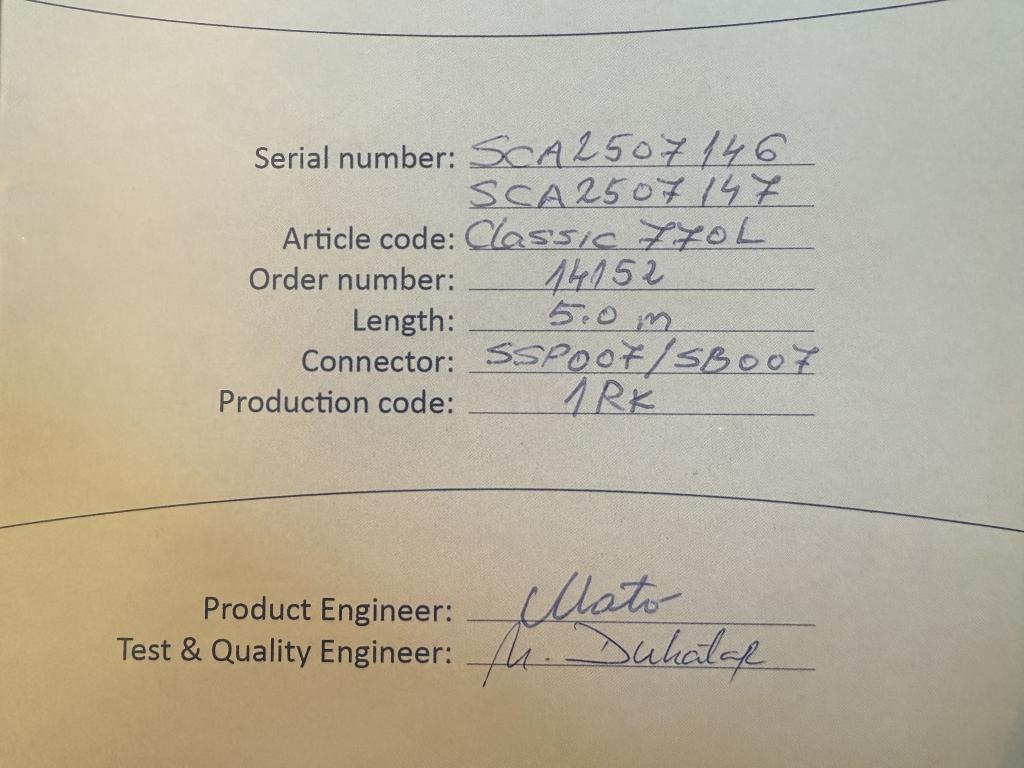 Serial number: SCA2507146
SCA2507147
Article code: Classic 770L
Order number: 14152
Length: 5.0 m
Connector: SSP007/SB007
Production code: 1RK
Product Engineer: Mato
Test & Quality Engineer: